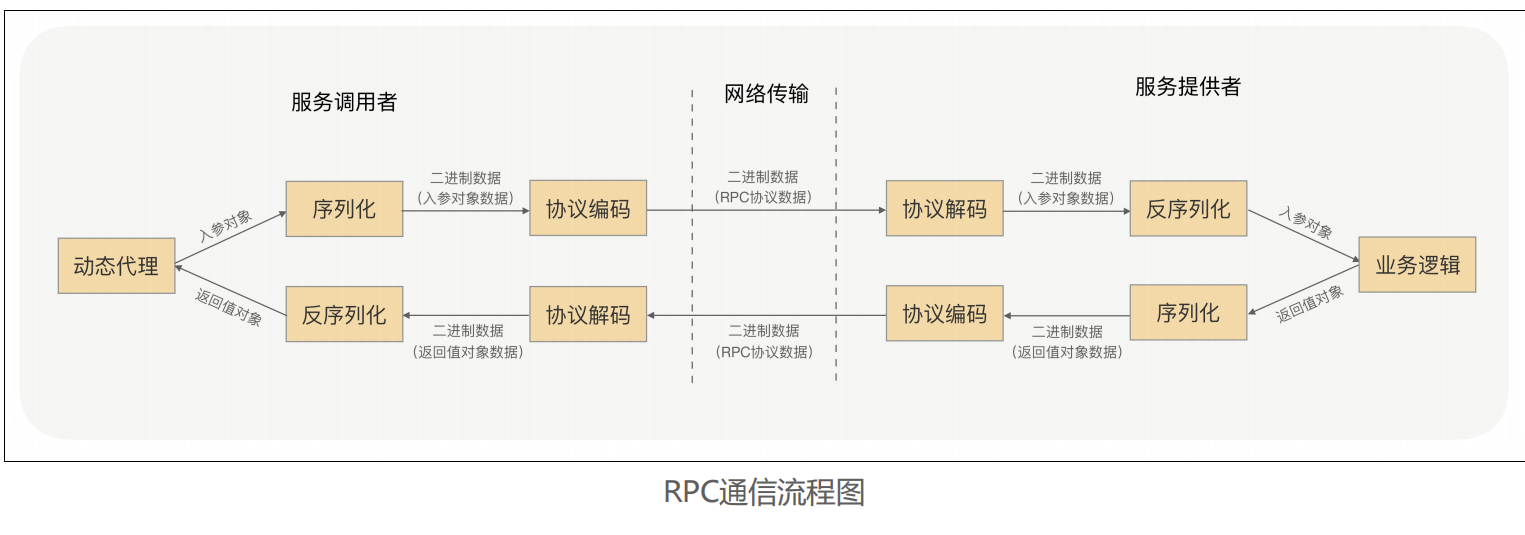 服务调用者
网络传输
服务提供者
二进制数据
(入参对象数据)
二进制数据
(RPC协议数据)
二进制数据
(入参对象数据)
序列化
协议编码
协议解码
反序列化
入参对象
入参对象
动态代理
业务逻辑
返回值对象
返回值对象
反序列化
协议解码
协议编码
序列化
二进制数据
(返回值对象数据)
二进制数据
(RPC协议数据)
二进制数据
(返回值对象数据)
RPC通信流程图